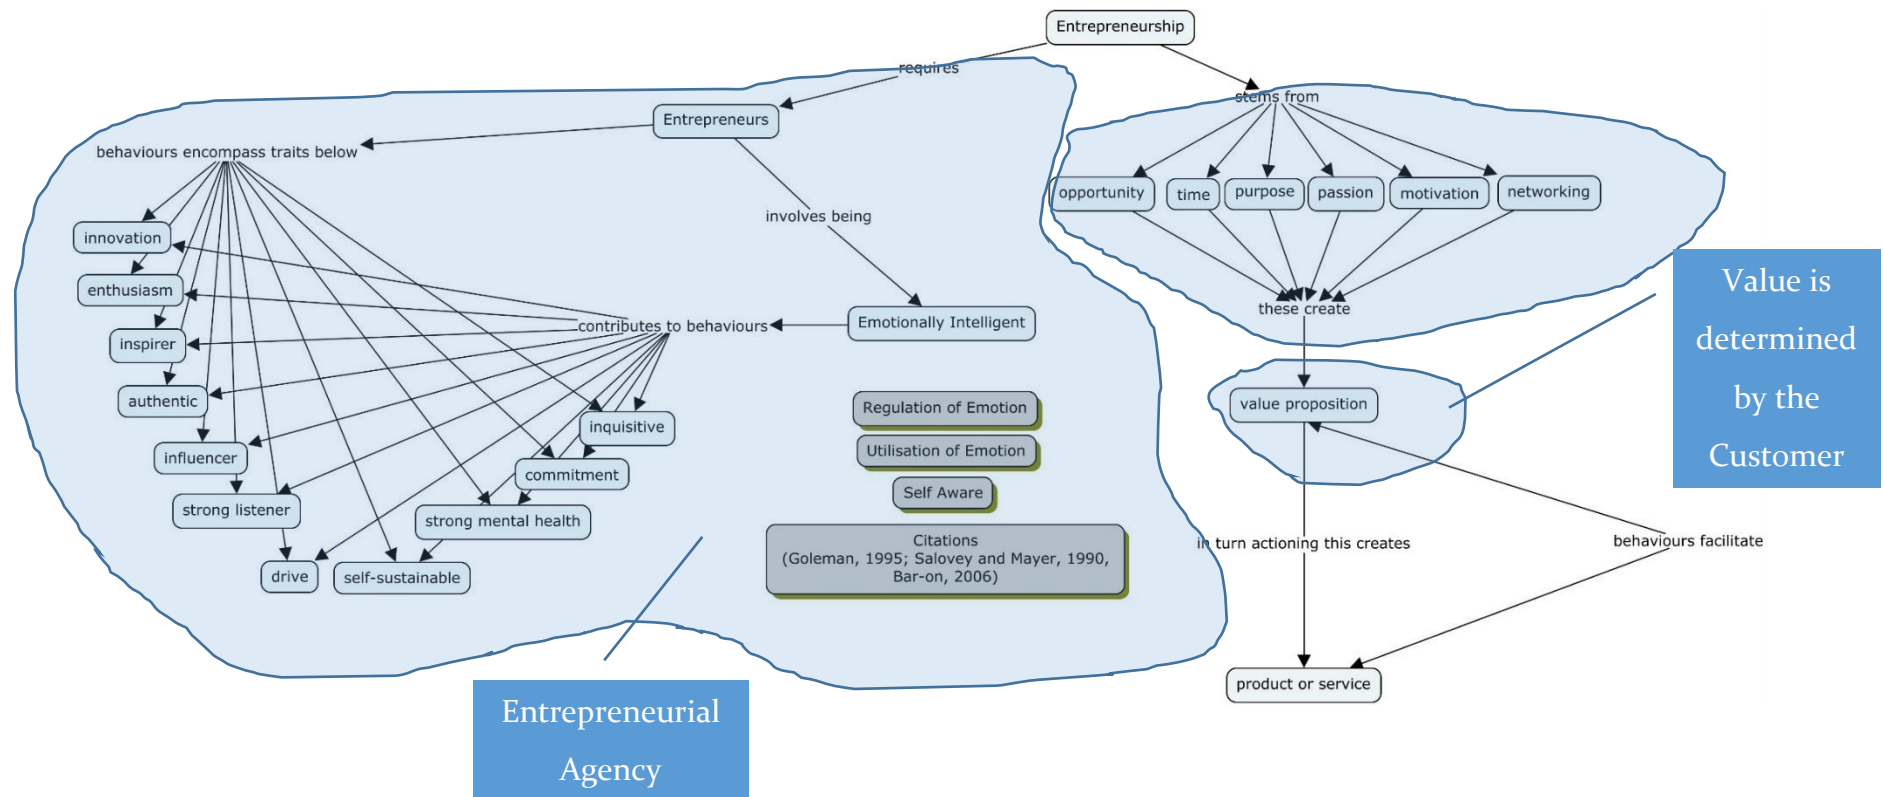 Entrepreneurship
requires
stems from
Entrepreneurs
behaviours encompass traits below
opportunity
time
purpose
passion
motivation
networking
involves being
innovation
enthusiasm
inspirer
authentic
influencer
strong listener
drive
self-sustainable
strong mental health
commitment
inquisitive
contributes to behaviours
Emotionally Intelligent
these create
Value is
determined
by the
Customer
value proposition
Regulation of Emotion
Utilisation of Emotion
Self Aware
Citations
(Goleman, 1995; Salovey and Mayer, 1990,
Bar-on, 2006)
in turn actioning this creates
behaviours facilitate
product or service
Entrepreneurial
Agency